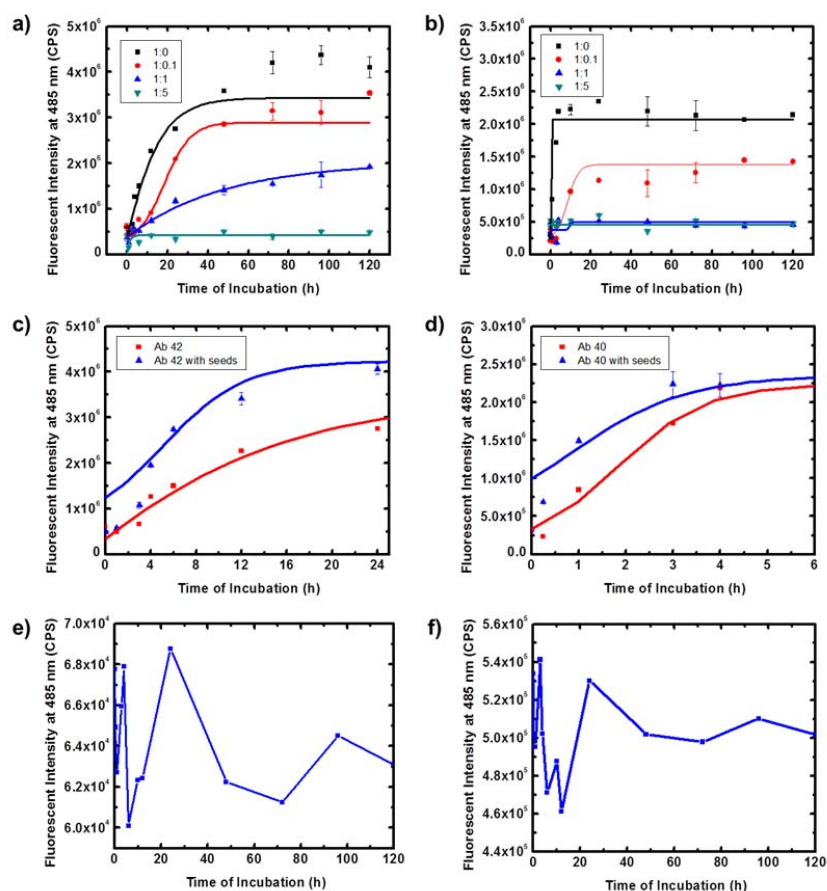 a)
Fluorescent Intensity at 485 nm (CPS)
5x10⁶
4x10⁶
3x10⁶
2x10⁶
1x10⁶
0
1:0
1:0.1
1:1
1:5
0 20 40 60 80 100 120
Time of Incubation (h)
b)
Fluorescent Intensity at 485 nm (CPS)
3.5x10⁶
3.0x10⁶
2.5x10⁶
2.0x10⁶
1.5x10⁶
1.0x10⁶
5.0x10⁵
0.0
1:0
1:0.1
1:1
1:5
0 20 40 60 80 100 120
Time of Incubation (h)
c)
Fluorescent Intensity at 485 nm (CPS)
5x10⁶
4x10⁶
3x10⁶
2x10⁶
1x10⁶
0
Ab 42
Ab 42 with seeds
0 4 8 12 16 20 24
Time of Incubation (h)
d)
Fluorescent Intensity at 485 nm (CPS)
3.0x10⁶
2.5x10⁶
2.0x10⁶
1.5x10⁶
1.0x10⁶
5.0x10⁵
0.0
Ab 40
Ab 40 with seeds
0 1 2 3 4 5 6
Time of Incubation (h)
e)
Fluorescent Intensity at 485 nm (CPS)
7.0x10⁴
6.8x10⁴
6.6x10⁴
6.4x10⁴
6.2x10⁴
6.0x10⁴
0 20 40 60 80 100 120
Time of Incubation (h)
f)
Fluorescent Intensity at 485 nm (CPS)
5.6x10⁵
5.4x10⁵
5.2x10⁵
5.0x10⁵
4.8x10⁵
4.6x10⁵
4.4x10⁵
0 20 40 60 80 100 120
Time of Incubation (h)